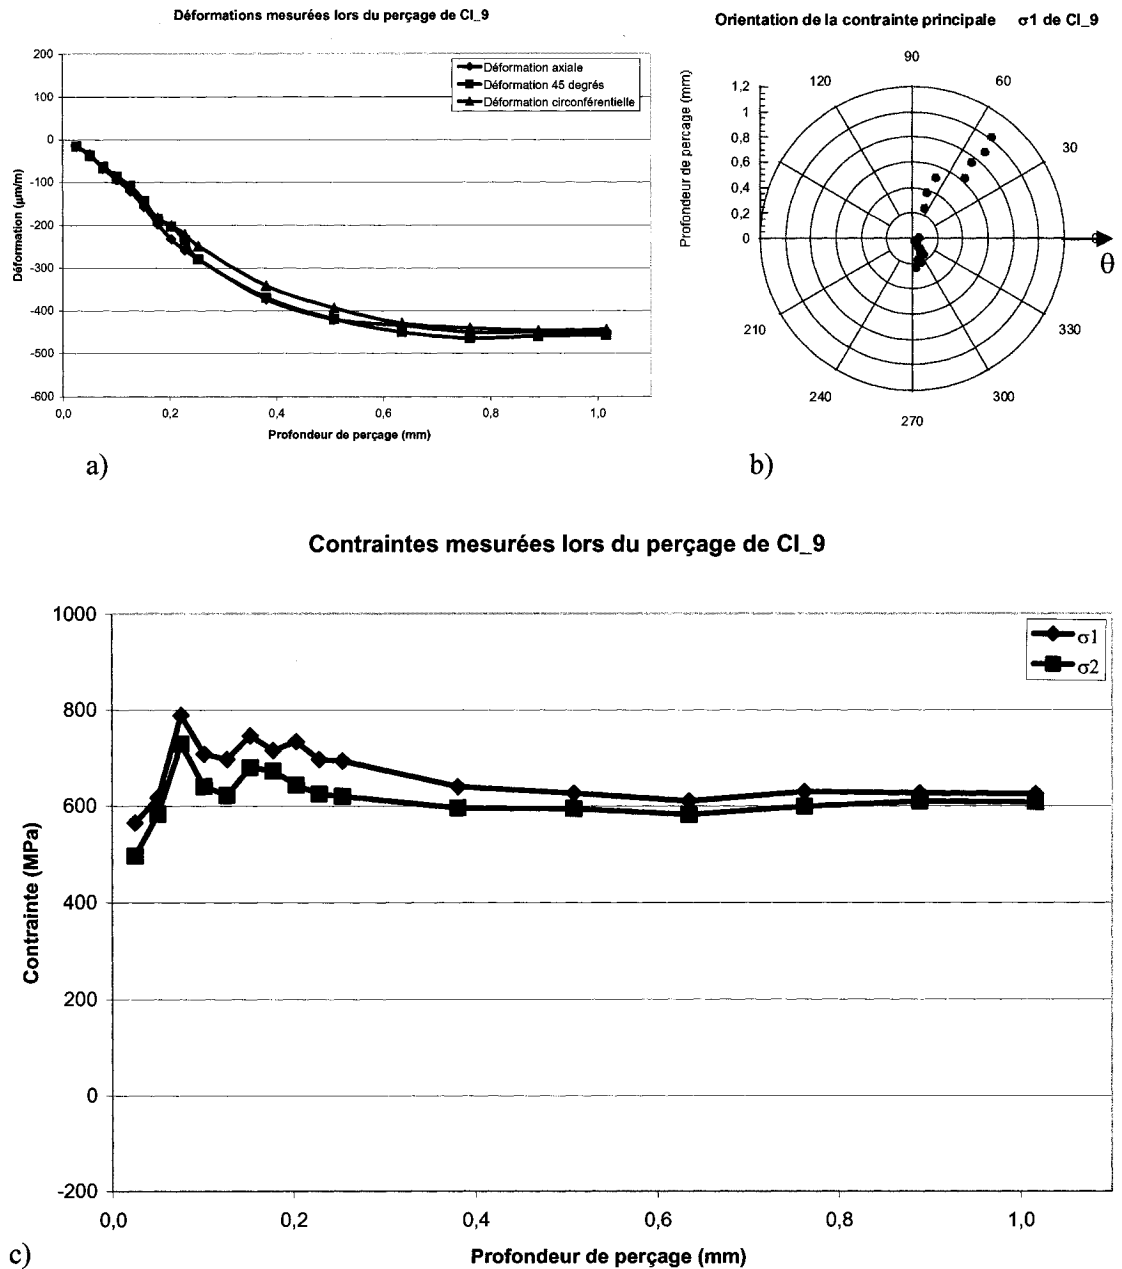 Déformations mesurées lors du perçage de CI_9
200
100
0
-100
-200
-300
-400
-500
-600
Déformation (µm/m)
Déformation axiale
Déformation 45 degrés
Déformation circonférentielle
0,0 0,2 0,4 0,6 0,8 1,0
Profondeur de perçage (mm)
a)
Orientation de la contrainte principale σ1 de CI_9
90
120 60
1,2
1
0,8
0,6
0,4
0,2
0
Profondeur de perçage (mm)
30
θ
210 330
240 300
270
b)
Contraintes mesurées lors du perçage de CI_9
1000
800
600
400
200
0
-200
Contrainte (MPa)
σ1
σ2
0,0 0,2 0,4 0,6 0,8 1,0
Profondeur de perçage (mm)
c)